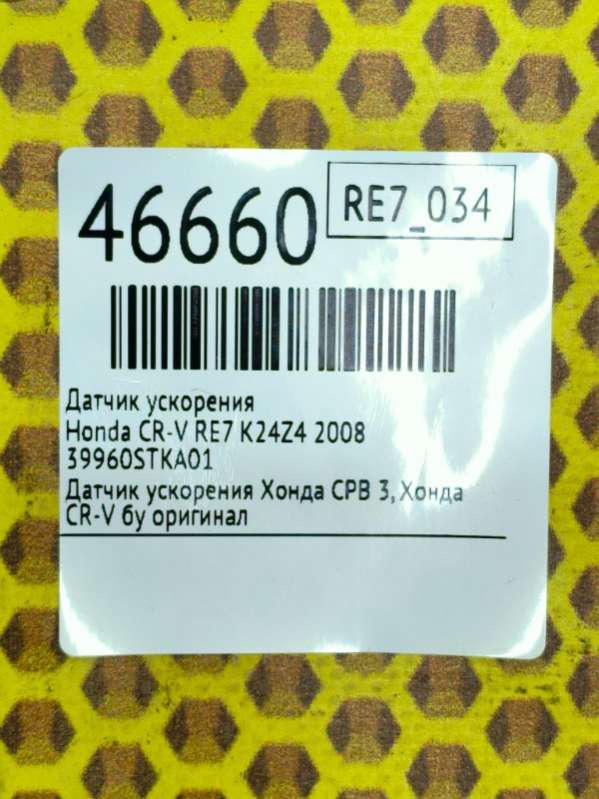 46660
RE7_034
Датчик ускорения
Honda CR-V RE7 K24Z4 2008
39960STKA01
Датчик ускорения Хонда СРВ 3, Хонда
CR-V бу оригинал